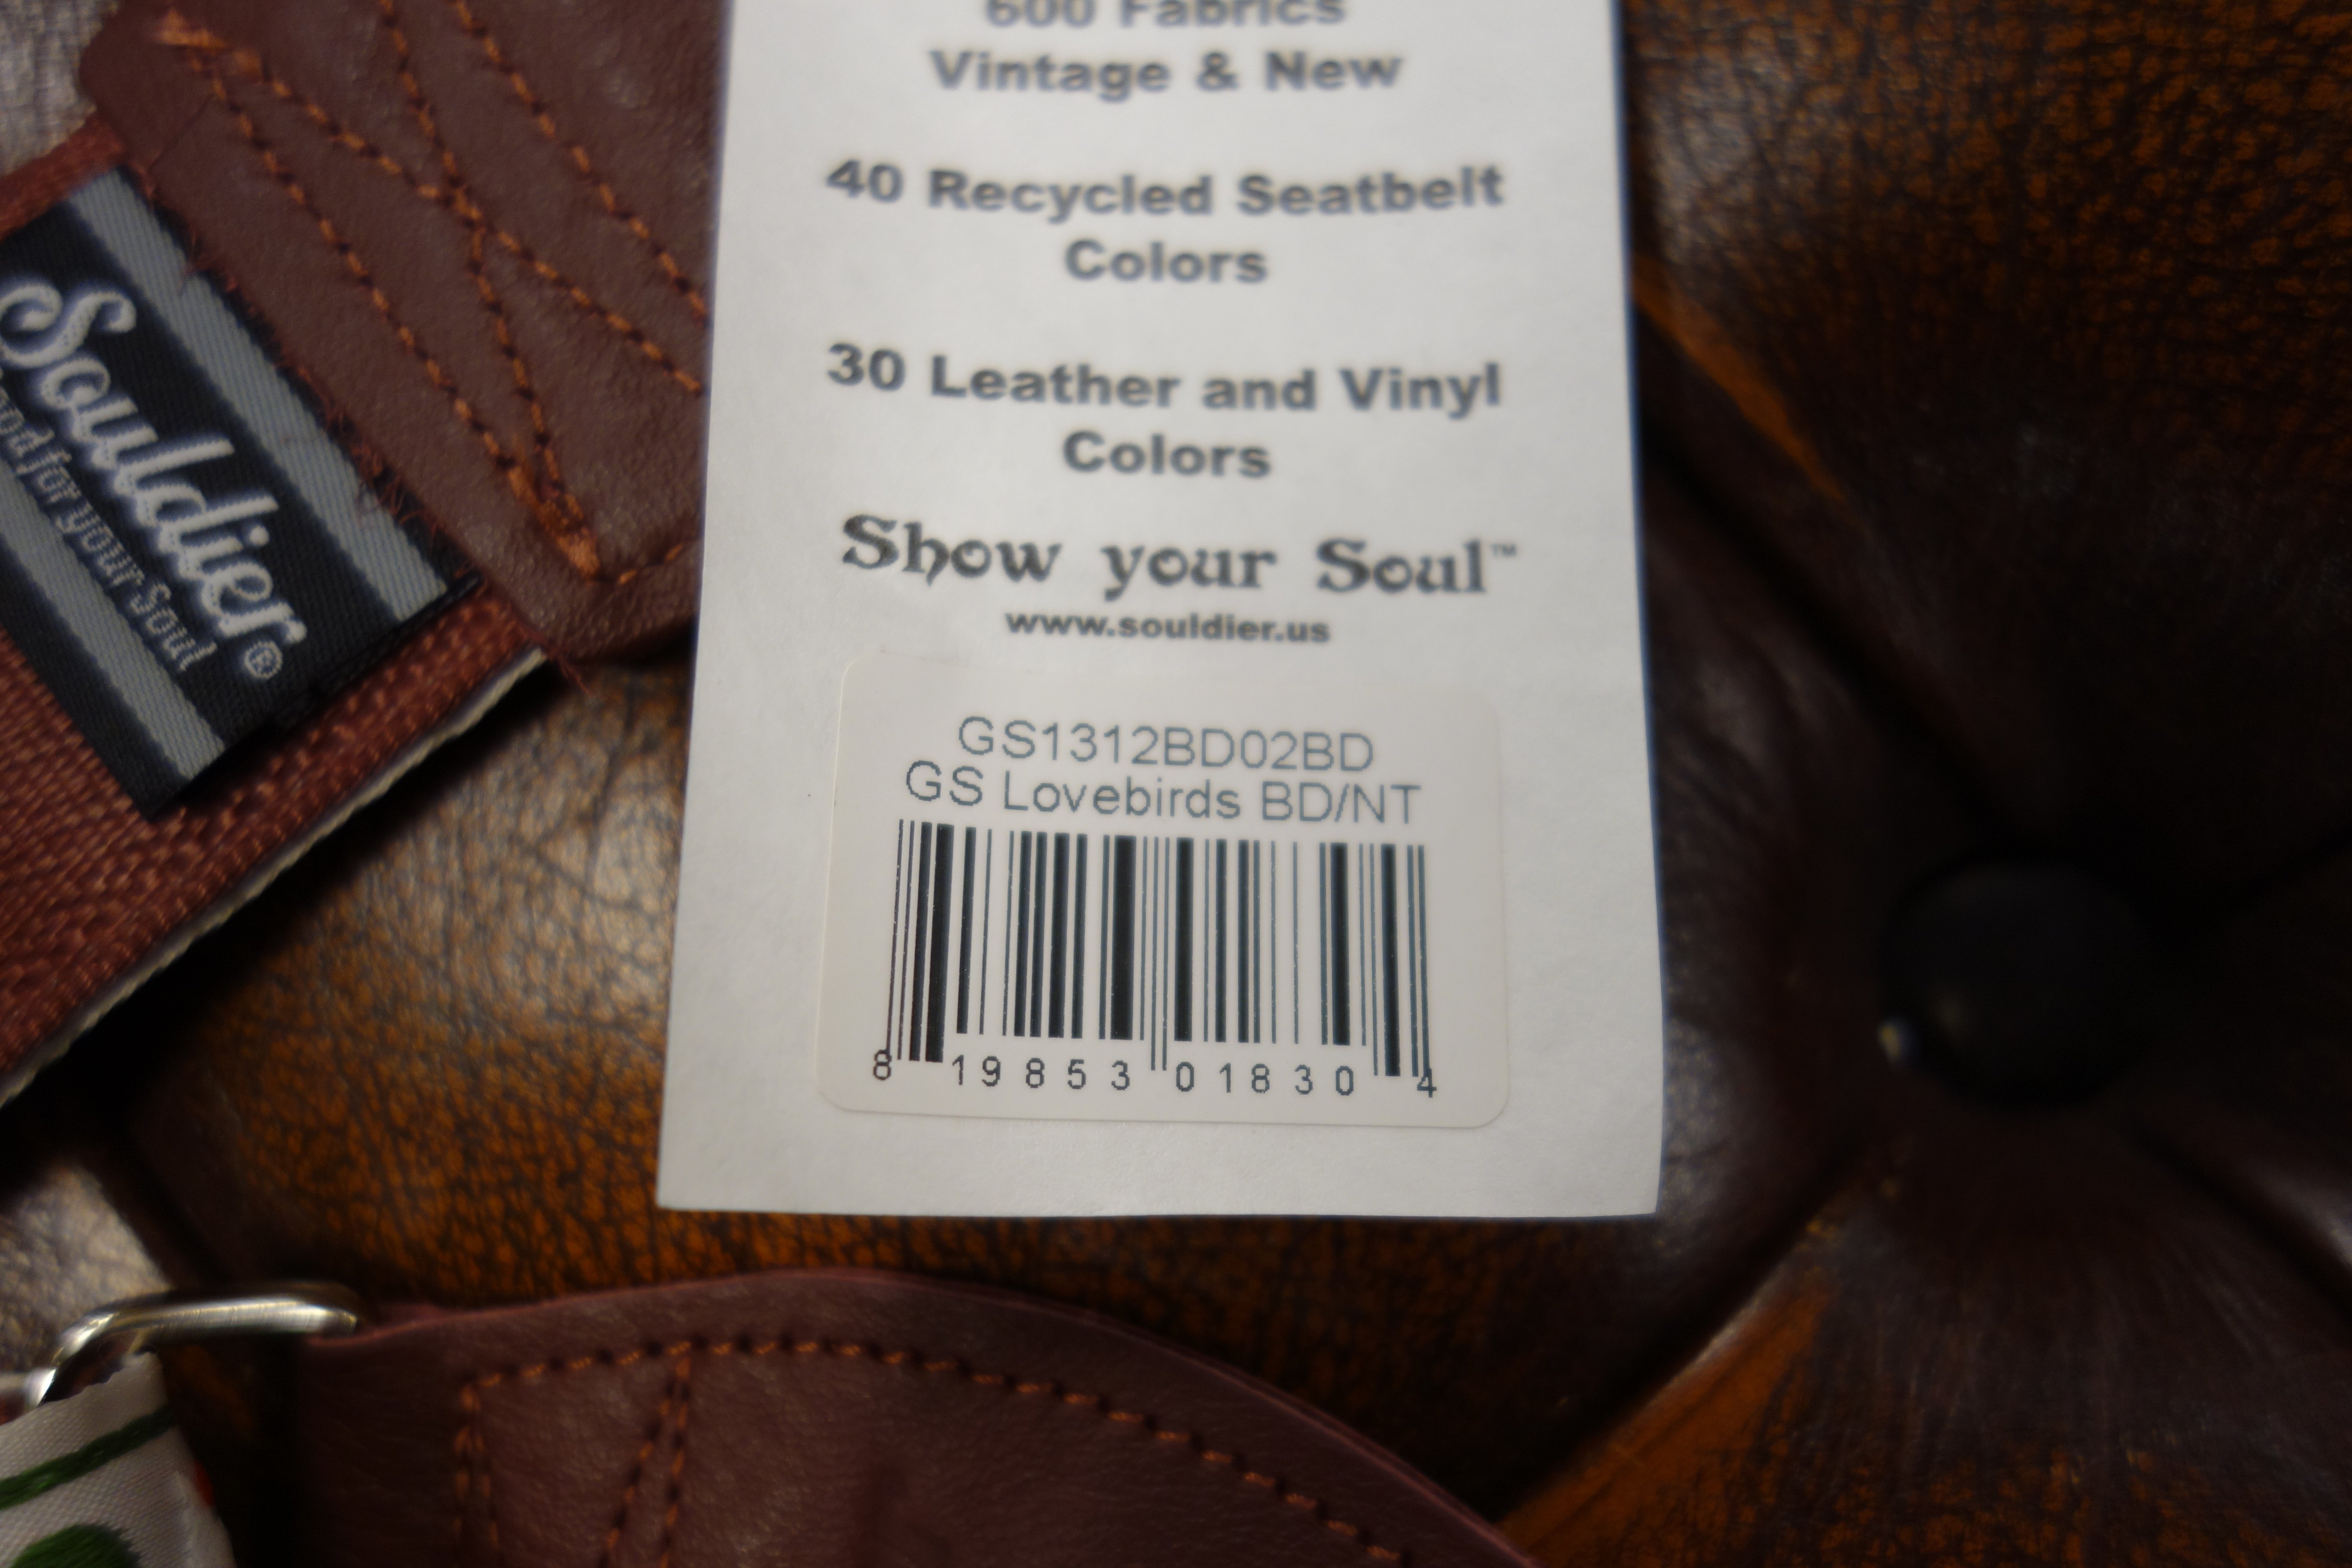 600 Fabrics
Vintage & New
40 Recycled Seatbelt
Colors
30 Leather and Vinyl
Colors
Show your Soul™
www.souldier.us
GS1312BD02BD
GS Lovebirds BD/NT
8 19853 01830 4
Souldier®
for your Soul